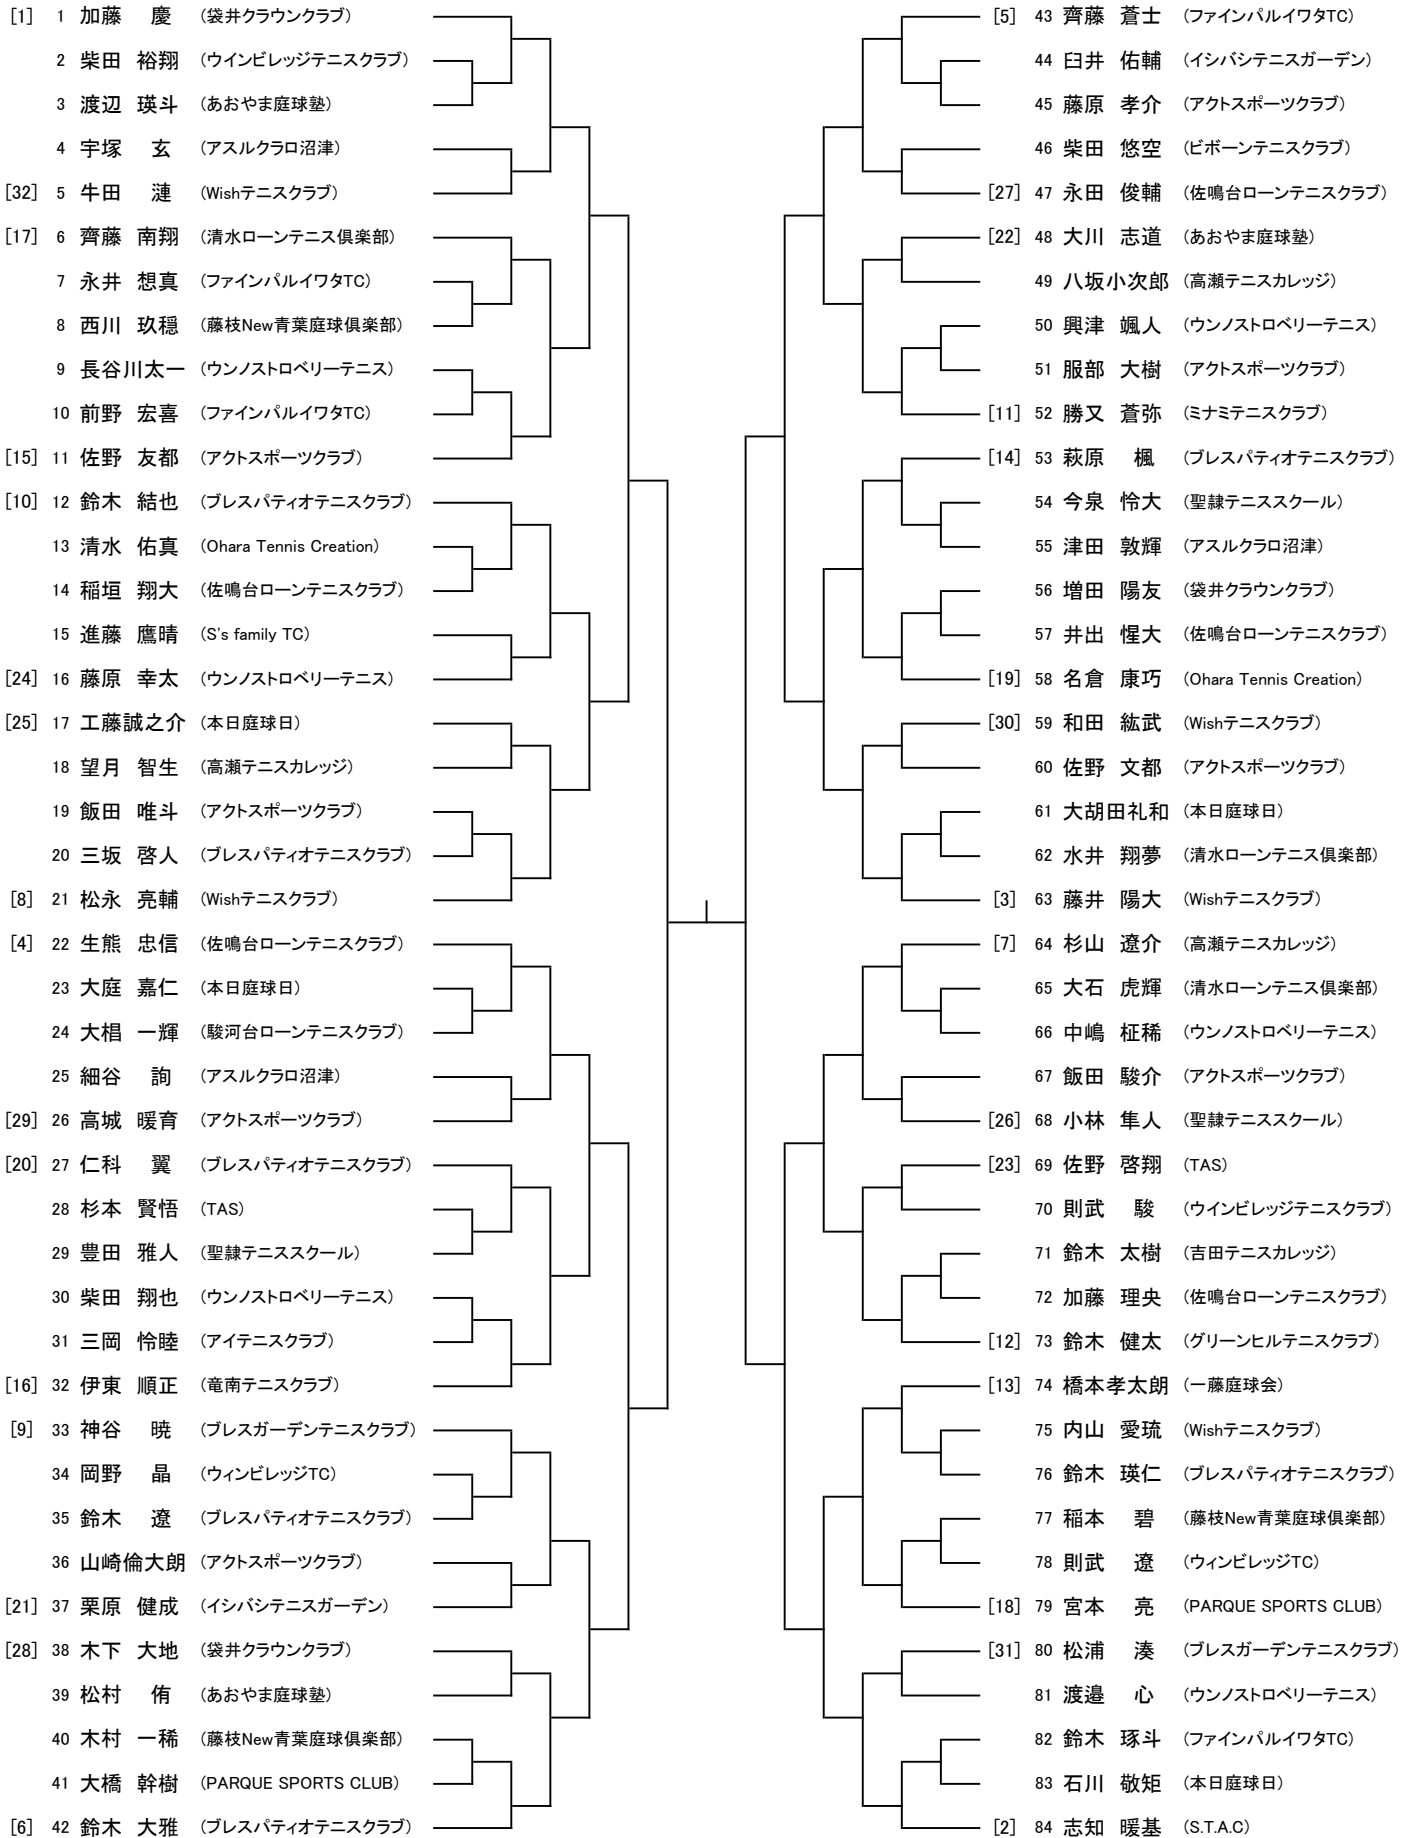 [1] 1 加藤 慶 (袋井クラウンクラブ)
2 柴田 裕翔 (ウインビレッジテニスクラブ)
3 渡辺 瑛斗 (あおやま庭球塾)
4 宇塚 玄 (アスルクラロ沼津)
[32] 5 牛田 漣 (Wishテニスクラブ)
[17] 6 齊藤 南翔 (清水ローンテニス倶楽部)
7 永井 想真 (ファインパルイワタTC)
8 西川 玖穏 (藤枝New青葉庭球倶楽部)
9 長谷川太一 (ウンノストロベリーテニス)
10 前野 宏喜 (ファインパルイワタTC)
[15] 11 佐野 友都 (アクトスポーツクラブ)
[10] 12 鈴木 結也 (ブレスパティオテニスクラブ)
13 清水 佑真 (Ohara Tennis Creation)
14 稲垣 翔大 (佐鳴台ローンテニスクラブ)
15 進藤 鷹晴 (S's family TC)
[24] 16 藤原 幸太 (ウンノストロベリーテニス)
[25] 17 工藤誠之介 (本日庭球日)
18 望月 智生 (高瀬テニスカレッジ)
19 飯田 唯斗 (アクトスポーツクラブ)
20 三坂 啓人 (ブレスパティオテニスクラブ)
[8] 21 松永 亮輔 (Wishテニスクラブ)
[4] 22 生熊 忠信 (佐鳴台ローンテニスクラブ)
23 大庭 嘉仁 (本日庭球日)
24 大椙 一輝 (駿河台ローンテニスクラブ)
25 細谷 詢 (アスルクラロ沼津)
[29] 26 高城 暖育 (アクトスポーツクラブ)
[20] 27 仁科 翼 (ブレスパティオテニスクラブ)
28 杉本 賢悟 (TAS)
29 豊田 雅人 (聖隷テニススクール)
30 柴田 翔也 (ウンノストロベリーテニス)
31 三岡 怜睦 (アイテニスクラブ)
[16] 32 伊東 順正 (竜南テニスクラブ)
[9] 33 神谷 暁 (ブレスガーデンテニスクラブ)
34 岡野 晶 (ウィンビレッジTC)
35 鈴木 遼 (ブレスパティオテニスクラブ)
36 山崎倫大朗 (アクトスポーツクラブ)
[21] 37 栗原 健成 (イシバシテニスガーデン)
[28] 38 木下 大地 (袋井クラウンクラブ)
39 松村 侑 (あおやま庭球塾)
40 木村 一稀 (藤枝New青葉庭球倶楽部)
41 大橋 幹樹 (PARQUE SPORTS CLUB)
[6] 42 鈴木 大雅 (ブレスパティオテニスクラブ)
[5] 43 齊藤 蒼士 (ファインパルイワタTC)
44 臼井 佑輔 (イシバシテニスガーデン)
45 藤原 孝介 (アクトスポーツクラブ)
46 柴田 悠空 (ビボーンテニスクラブ)
[27] 47 永田 俊輔 (佐鳴台ローンテニスクラブ)
[22] 48 大川 志道 (あおやま庭球塾)
49 八坂小次郎 (高瀬テニスカレッジ)
50 興津 颯人 (ウンノストロベリーテニス)
51 服部 大樹 (アクトスポーツクラブ)
[11] 52 勝又 蒼弥 (ミナミテニスクラブ)
[14] 53 萩原 楓 (ブレスパティオテニスクラブ)
54 今泉 怜大 (聖隷テニススクール)
55 津田 敦輝 (アスルクラロ沼津)
56 増田 陽友 (袋井クラウンクラブ)
57 井出 惺大 (佐鳴台ローンテニスクラブ)
[19] 58 名倉 康巧 (Ohara Tennis Creation)
[30] 59 和田 紘武 (Wishテニスクラブ)
60 佐野 文都 (アクトスポーツクラブ)
61 大胡田礼和 (本日庭球日)
62 水井 翔夢 (清水ローンテニス倶楽部)
[3] 63 藤井 陽大 (Wishテニスクラブ)
[7] 64 杉山 遼介 (高瀬テニスカレッジ)
65 大石 虎輝 (清水ローンテニス倶楽部)
66 中嶋 柾稀 (ウンノストロベリーテニス)
67 飯田 駿介 (アクトスポーツクラブ)
[26] 68 小林 隼人 (聖隷テニススクール)
[23] 69 佐野 啓翔 (TAS)
70 則武 駿 (ウインビレッジテニスクラブ)
71 鈴木 太樹 (吉田テニスカレッジ)
72 加藤 理央 (佐鳴台ローンテニスクラブ)
[12] 73 鈴木 健太 (グリーンヒルテニスクラブ)
[13] 74 橋本孝太朗 (一藤庭球会)
75 内山 愛琉 (Wishテニスクラブ)
76 鈴木 瑛仁 (ブレスパティオテニスクラブ)
77 稲本 碧 (藤枝New青葉庭球倶楽部)
78 則武 遼 (ウィンビレッジTC)
[18] 79 宮本 亮 (PARQUE SPORTS CLUB)
[31] 80 松浦 湊 (ブレスガーデンテニスクラブ)
81 渡邉 心 (ウンノストロベリーテニス)
82 鈴木 琢斗 (ファインパルイワタTC)
83 石川 敬矩 (本日庭球日)
[2] 84 志知 暖基 (S.T.A.C)